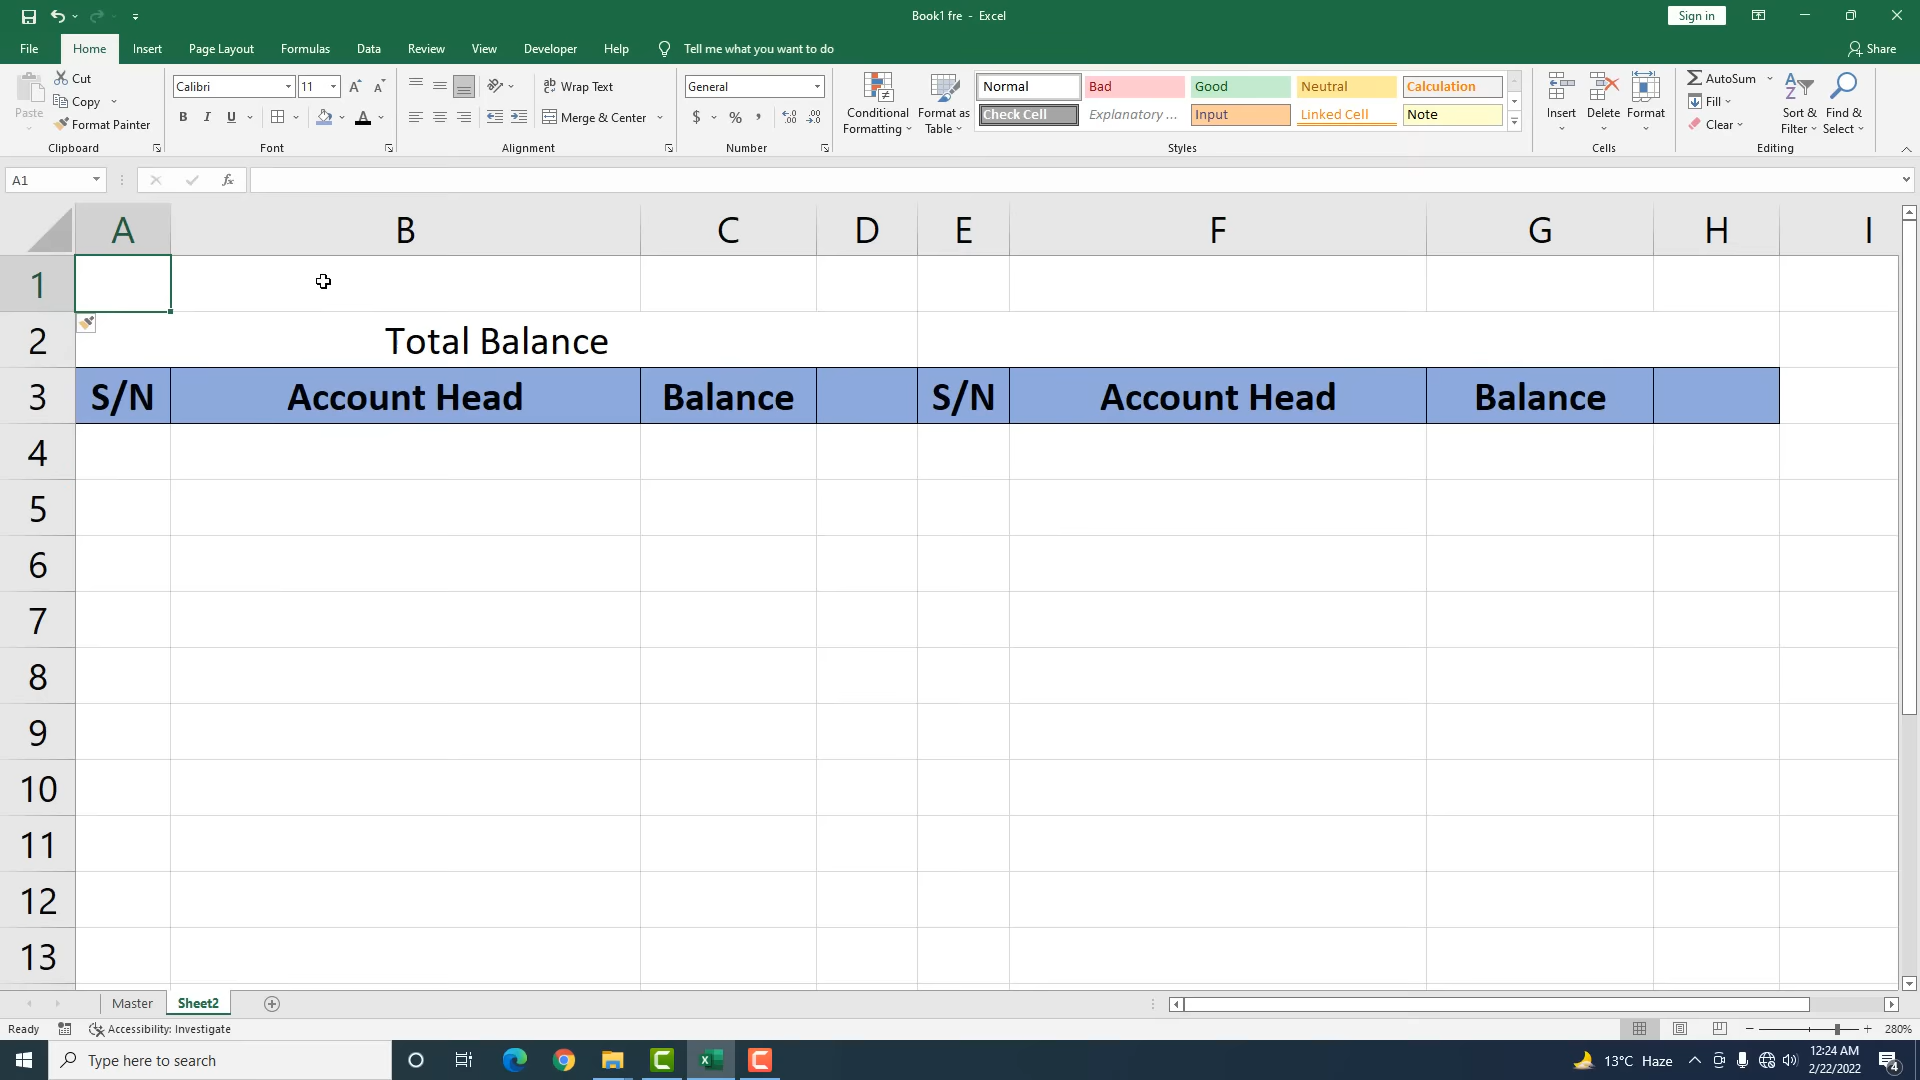 Book1 fre - Excel
Sign in
File Home Insert Page Layout Formulas Data Review View Developer Help Tell me what you want to do Share
Paste
Cut
Copy
Format Painter
Clipboard
Calibri 11
B I U
Font
Wrap Text
Merge & Center
Alignment
General
$ % ,
Number
Conditional Formatting
Format as Table
Normal Bad Good Neutral Calculation
Check Cell Explanatory ... Input Linked Cell Note
Styles
Insert Delete Format
Cells
AutoSum
Fill
Clear
Sort & Filter
Find & Select
Editing
A1
fx
A B C D E F G H I
1
2 Total Balance
3 S/N Account Head Balance S/N Account Head Balance
4
5
6
7
8
9
10
11
12
13
Master Sheet2
Ready Accessibility: Investigate 280%
Type here to search
13°C Haze
12:24 AM
2/22/2022
4